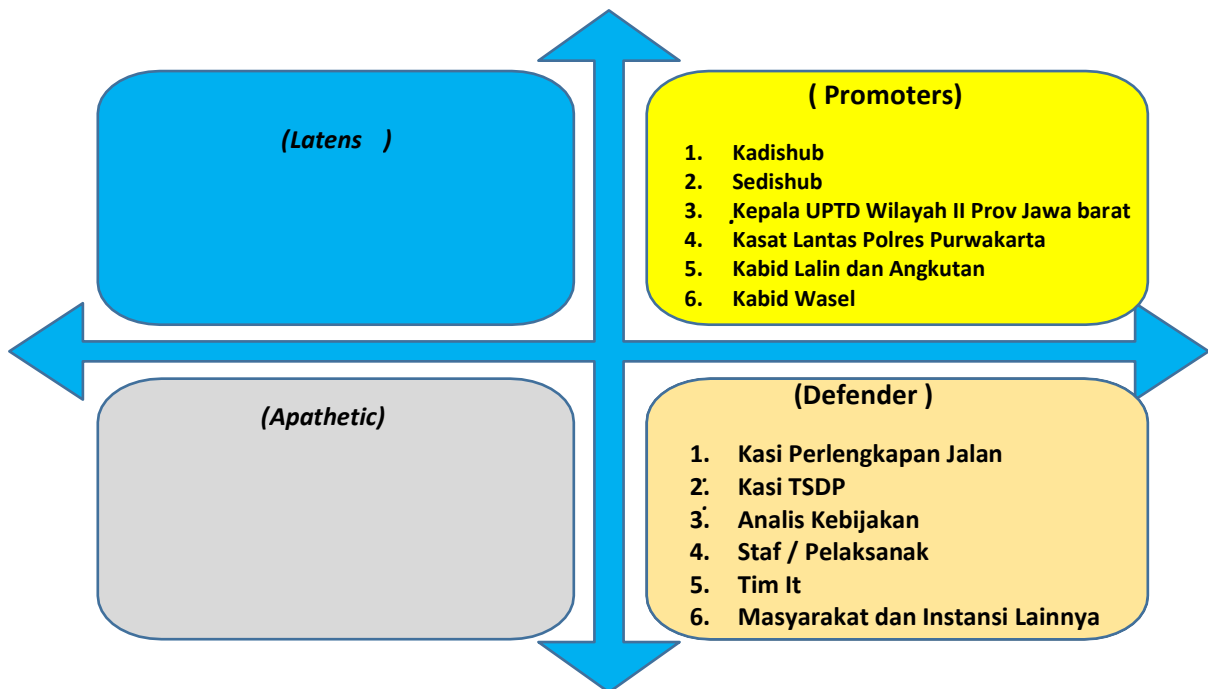 (Latens )
( Promoters)
1. Kadishub
2. Sedishub
3. Kepala UPTD Wilayah II Prov Jawa barat
4. Kasat Lantas Polres Purwakarta
5. Kabid Lalin dan Angkutan
6. Kabid Wasel
(Apathetic)
(Defender )
1. Kasi Perlengkapan Jalan
2. Kasi TSDP
3. Analis Kebijakan
4. Staf / Pelaksanak
5. Tim It
6. Masyarakat dan Instansi Lainnya